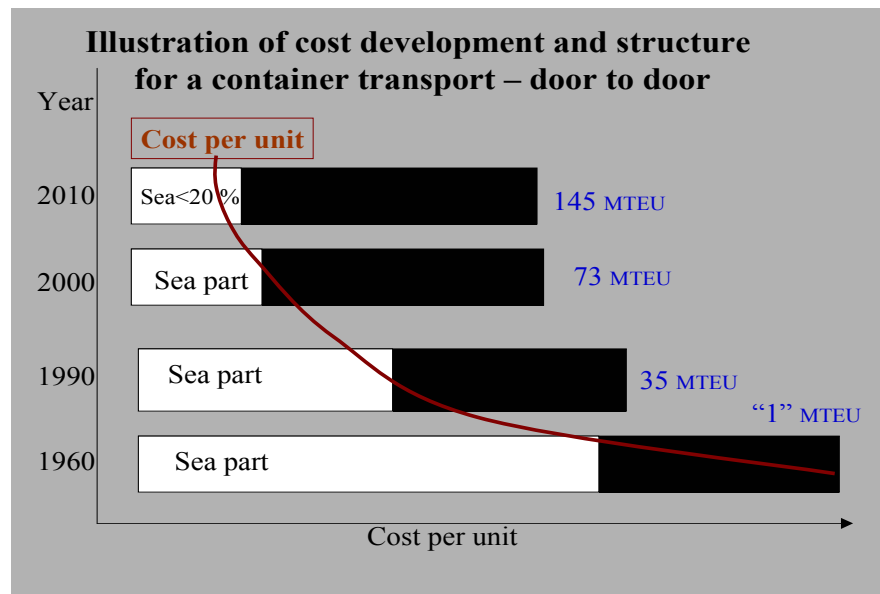 Illustration of cost development and structure
for a container transport – door to door
Year
Cost per unit
2010
Sea<20 %
145 MTEU
2000
Sea part
73 MTEU
1990
Sea part
35 MTEU
“1” MTEU
1960
Sea part
Cost per unit